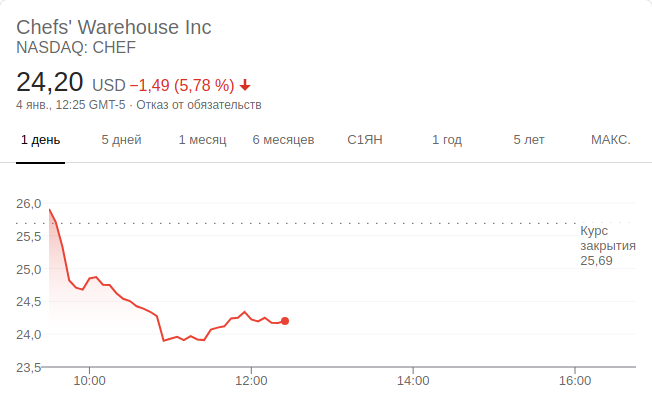 Chefs' Warehouse Inc
NASDAQ: CHEF
24,20 USD −1,49 (5,78 %)
4 янв., 12:25 GMT-5 · Отказ от обязательств
1 день 5 дней 1 месяц 6 месяцев С1ЯН 1 год 5 лет МАКС.
26,0
Курс
25,5
закрытия
25,69
25,0
24,5
24,0
23,5
10:00 12:00 14:00 16:00